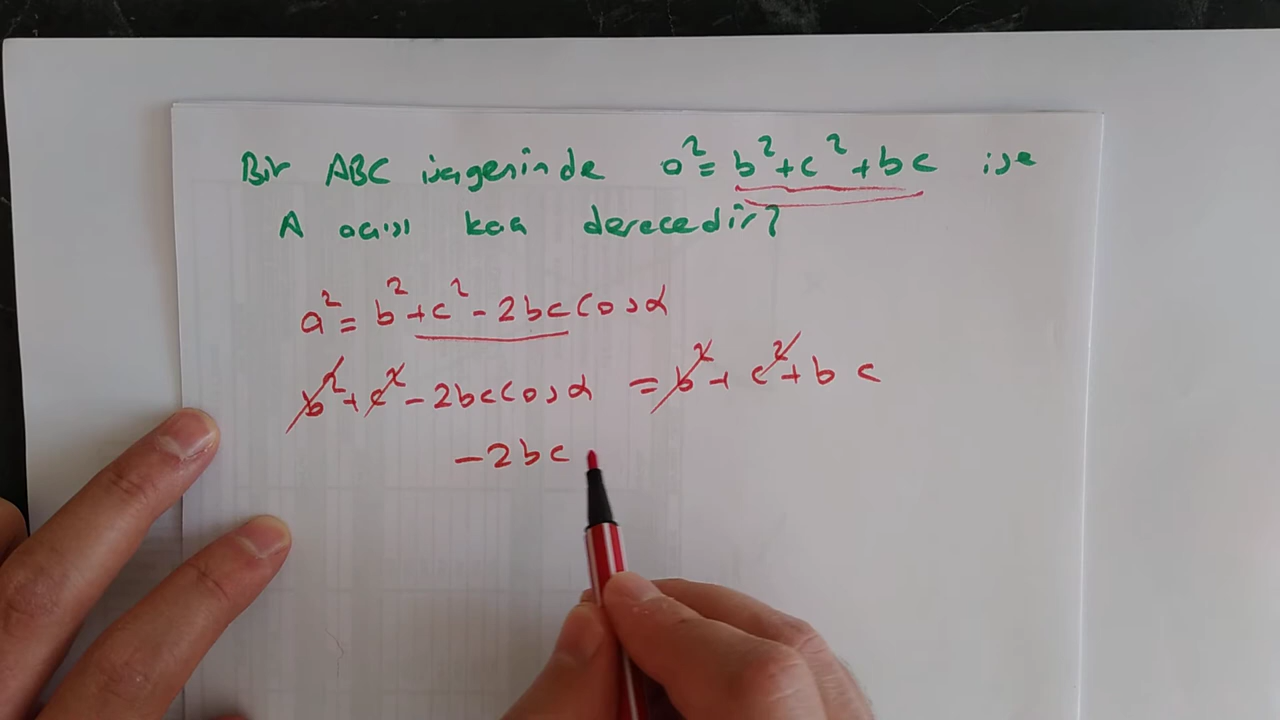 Bir ABC üçgeninde a² = b² + c² + bc ise
A açısı kaç derecedir?
a² = b² + c² - 2bc Cos α
b² + c² - 2bc Cos α = b² + c² + bc
-2bc